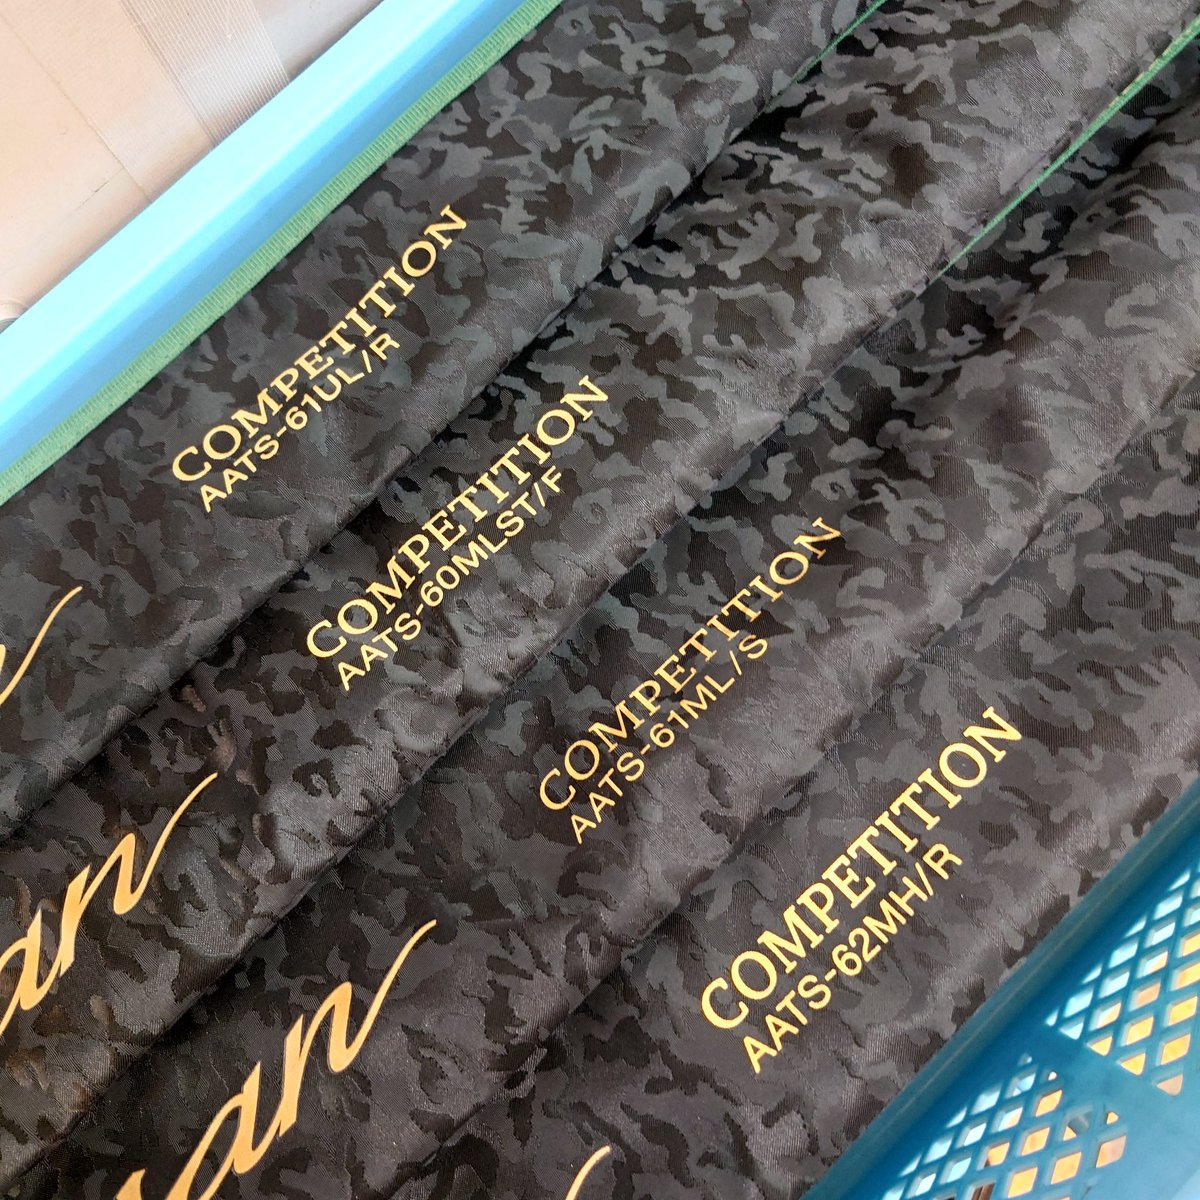 COMPETITION
AATS-61UL/R
COMPETITION
AATS-60MLST/F
COMPETITION
AATS-61ML/S
COMPETITION
AATS-62MH/R